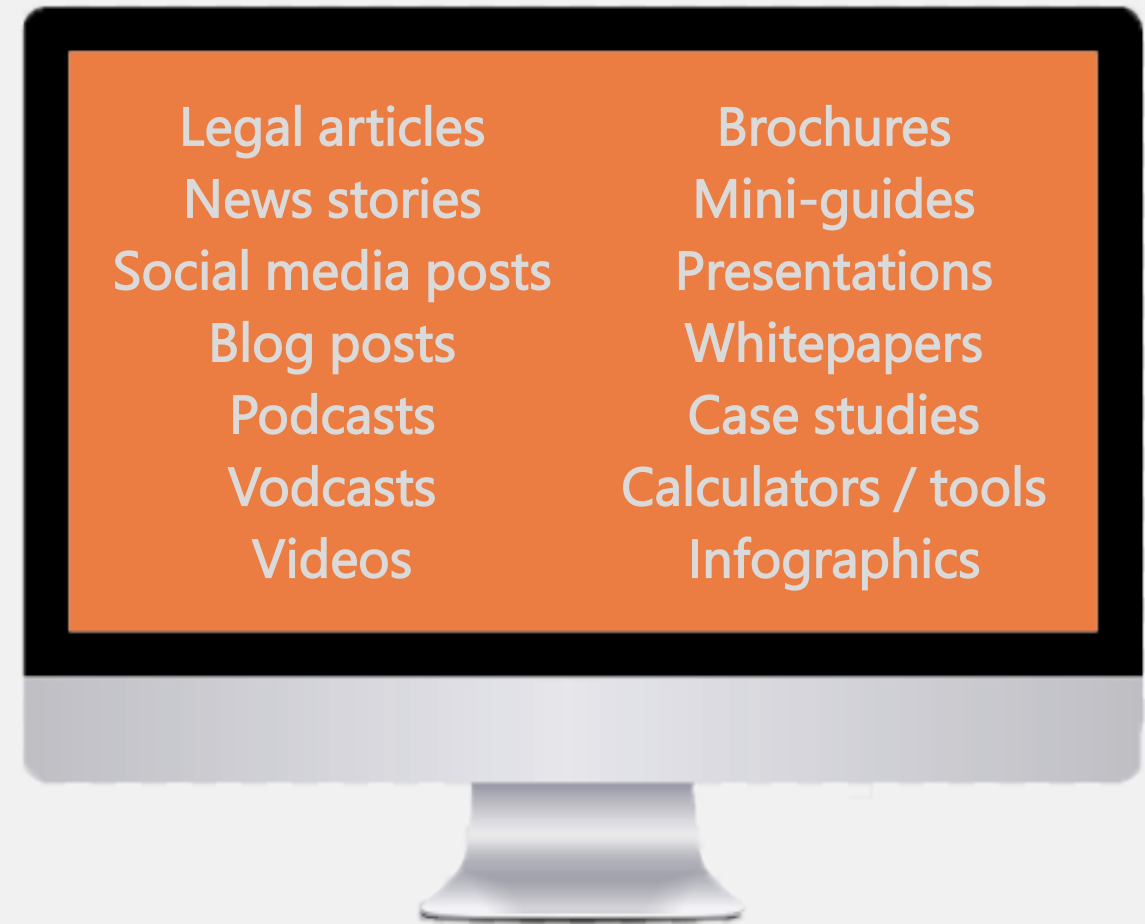 Legal articles
News stories
Social media posts
Blog posts
Podcasts
Vodcasts
Videos
Brochures
Mini-guides
Presentations
Whitepapers
Case studies
Calculators / tools
Infographics